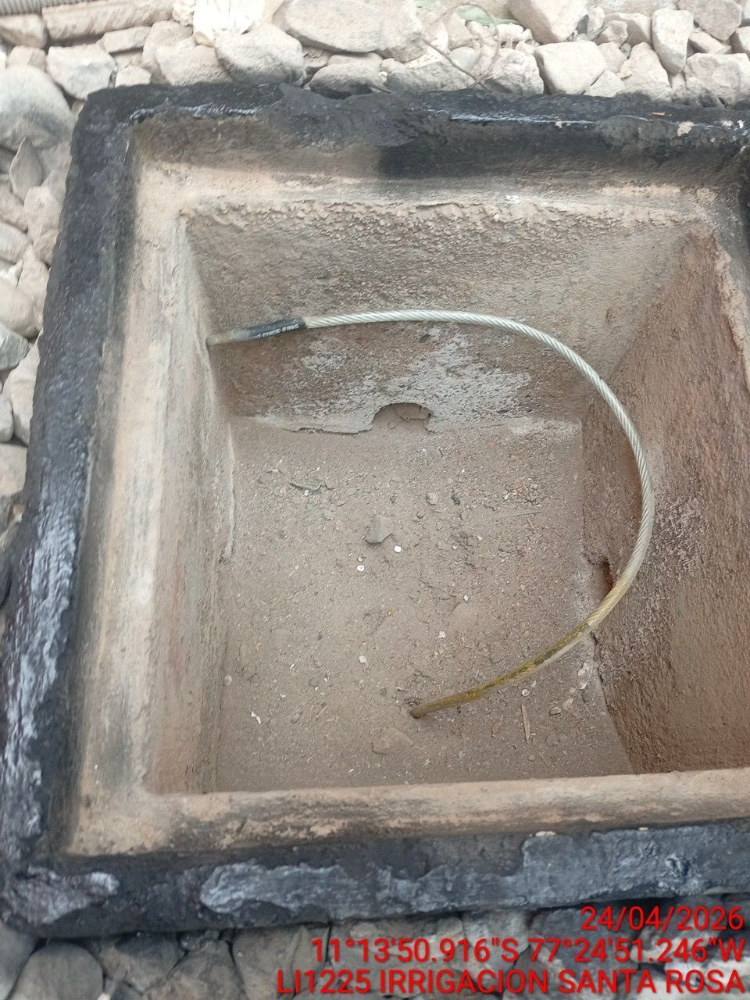 24/04/2026
11°13'50.916"S 77°24'51.246"W
LI1225 IRRIGACION SANTA ROSA